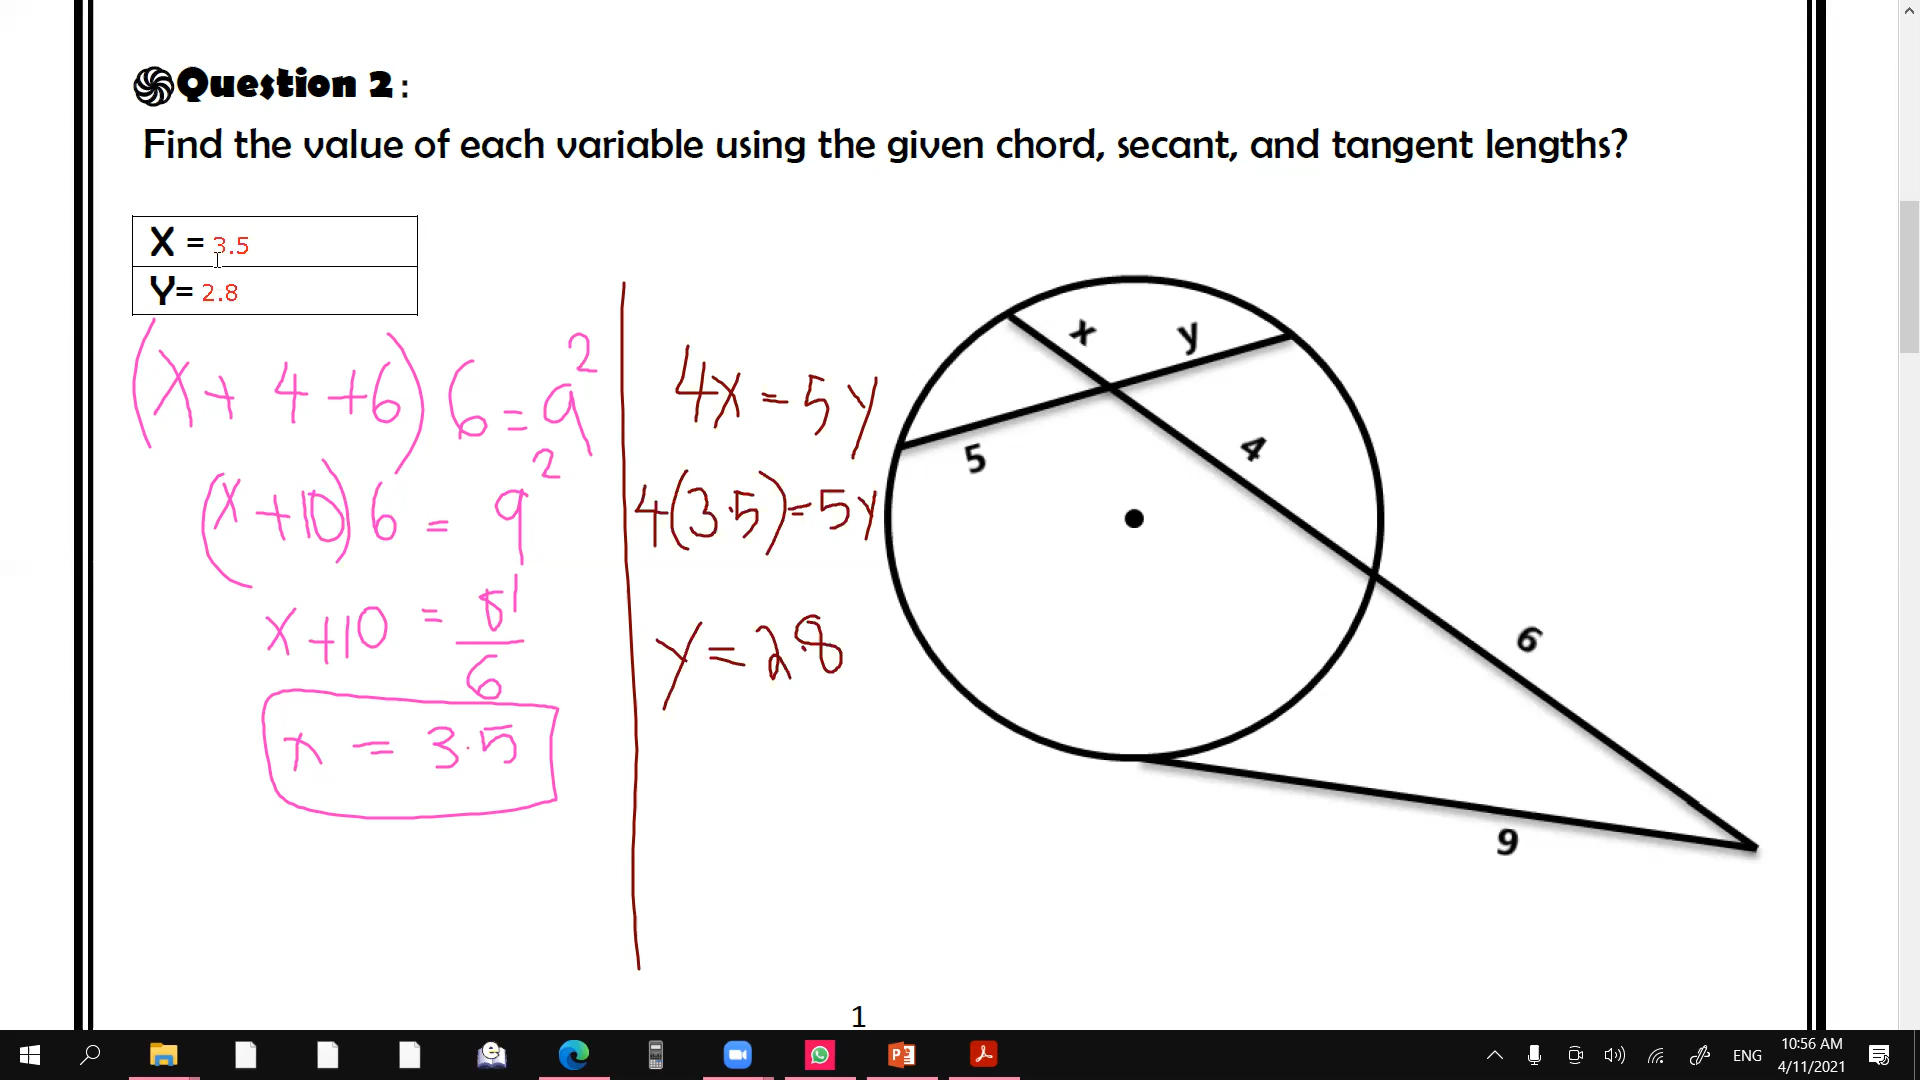 Question 2 :
Find the value of each variable using the given chord, secant, and tangent lengths?
X = 3.5
Y= 2.8
(x + 4 + 6) 6 = 9²
(x + 10) 6 = 9²
x + 10 = 81/6
x = 3.5
4x = 5y
4(3.5) = 5y
y = 2.8
x
y
5
4
6
9
1
ENG
10:56 AM
4/11/2021